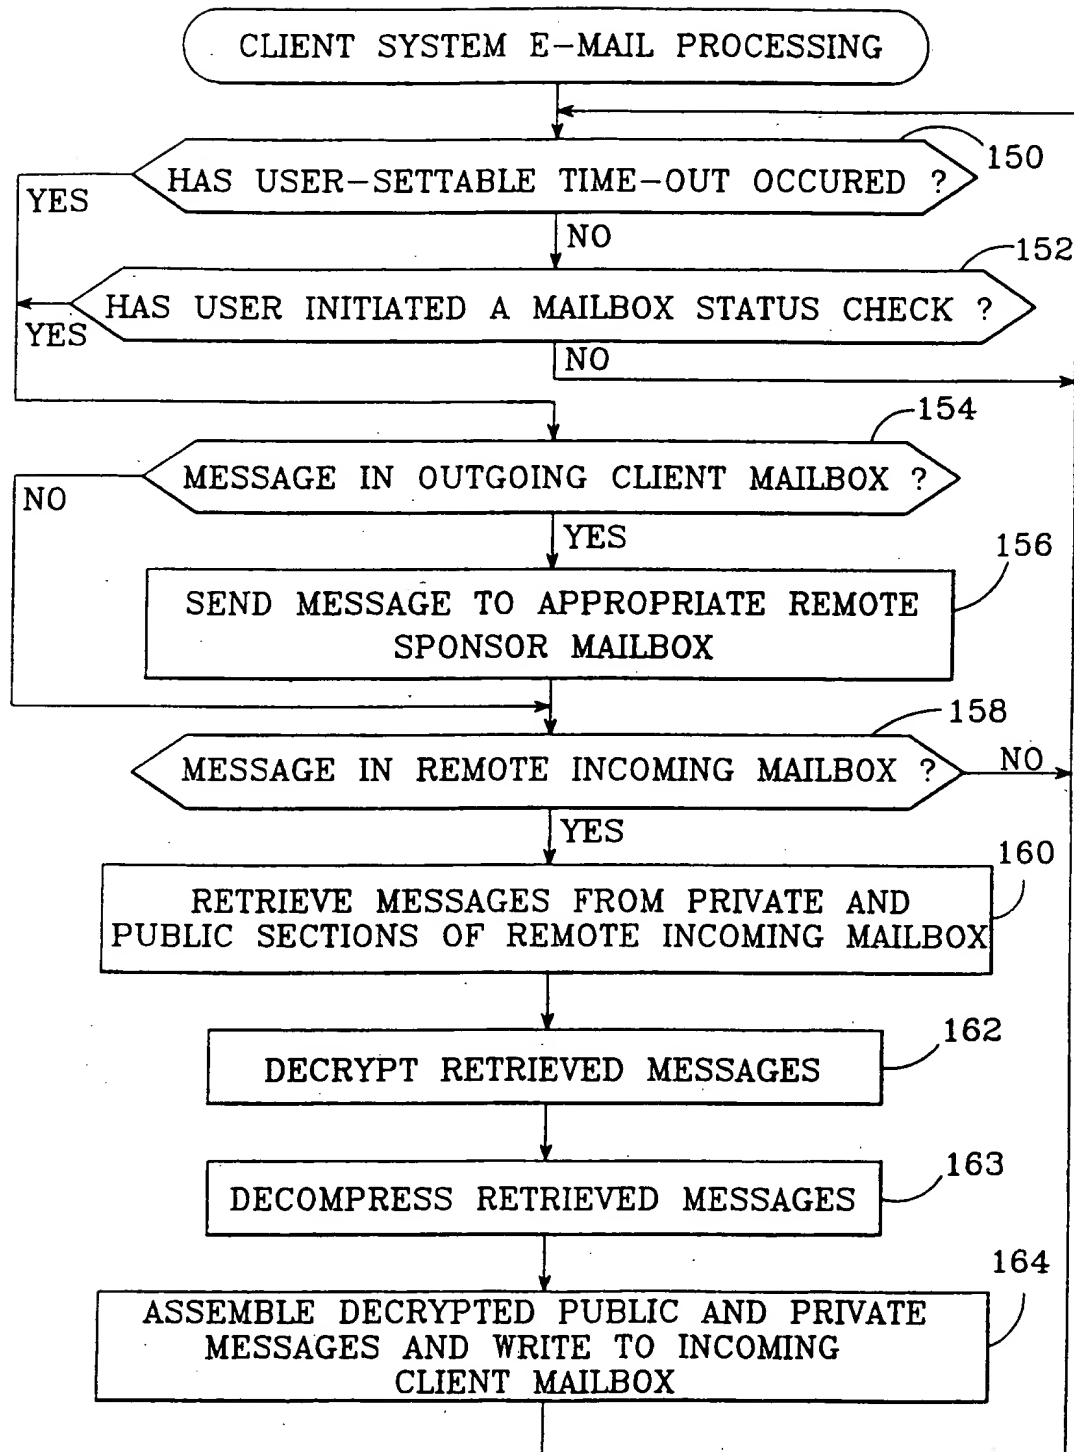 CLIENT SYSTEM E-MAIL PROCESSING
150
HAS USER-SETTABLE TIME-OUT OCCURED ?
YES
NO
152
HAS USER INITIATED A MAILBOX STATUS CHECK ?
YES
NO
154
MESSAGE IN OUTGOING CLIENT MAILBOX ?
NO
YES
156
SEND MESSAGE TO APPROPRIATE REMOTE
SPONSOR MAILBOX
158
MESSAGE IN REMOTE INCOMING MAILBOX ?
NO
YES
160
RETRIEVE MESSAGES FROM PRIVATE AND
PUBLIC SECTIONS OF REMOTE INCOMING MAILBOX
162
DECRYPT RETRIEVED MESSAGES
163
DECOMPRESS RETRIEVED MESSAGES
164
ASSEMBLE DECRYPTED PUBLIC AND PRIVATE
MESSAGES AND WRITE TO INCOMING
CLIENT MAILBOX